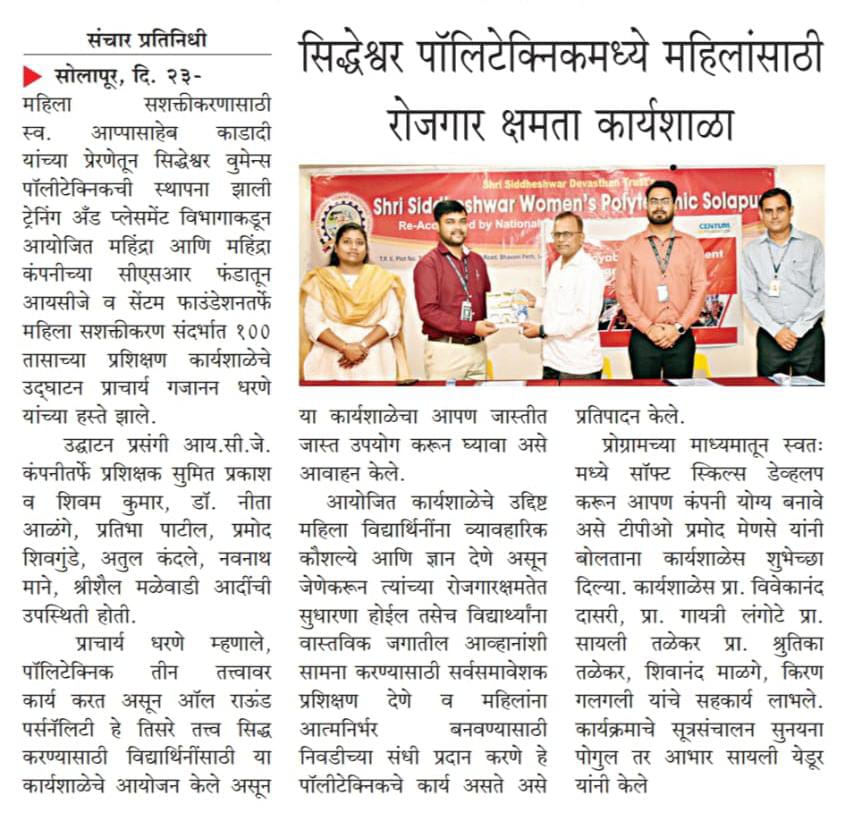 संचार प्रतिनिधी
सोलापूर, दि. २३-
महिला सशक्तीकरणासाठी
स्व. आप्पासाहेब काडादी
यांच्या प्रेरणेतून सिद्धेश्वर वुमेन्स
पॉलीटेक्निकची स्थापना झाली
ट्रेनिंग अँड प्लेसमेंट विभागाकडून
आयोजित महिंद्रा आणि महिंद्रा
कंपनीच्या सीएसआर फंडातून
आयसीजे व सेंटम फाउंडेशनतर्फे
महिला सशक्तीकरण संदर्भात १००
तासाच्या प्रशिक्षण कार्यशाळेचे
उद्‌घाटन प्राचार्य गजानन धरणे
यांच्या हस्ते झाले.
उद्घाटन प्रसंगी आय.सी.जे.
कंपनीतर्फे प्रशिक्षक सुमित प्रकाश
व शिवम कुमार, डॉ. नीता
आळंगे, प्रतिभा पाटील, प्रमोद
शिवगुंडे, अतुल कंदले, नवनाथ
माने, श्रीशैल मळेवाडी आदींची
उपस्थिती होती.
प्राचार्य धरणे म्हणाले,
पॉलिटेक्निक तीन तत्त्वावर
कार्य करत असून ऑल राऊंड
पर्सनॅलिटी हे तिसरे तत्त्व सिद्ध
करण्यासाठी विद्यार्थिनींसाठी या
कार्यशाळेचे आयोजन केले असून
सिद्धेश्वर पॉलिटेक्निकमध्ये महिलांसाठी
रोजगार क्षमता कार्यशाळा
Shri Siddheshwar Devasthan Trust's
Shri Siddheshwar Women's Polytechnic Solapu
Re-Acc by National
CENTUM
या कार्यशाळेचा आपण जास्तीत
जास्त उपयोग करून घ्यावा असे
आवाहन केले.
आयोजित कार्यशाळेचे उद्दिष्ट
महिला विद्यार्थिनींना व्यावहारिक
कौशल्ये आणि ज्ञान देणे असून
जेणेकरून त्यांच्या रोजगारक्षमतेत
सुधारणा होईल तसेच विद्यार्थ्यांना
वास्तविक जगातील आव्हानांशी
सामना करण्यासाठी सर्वसमावेशक
प्रशिक्षण देणे व महिलांना
आत्मनिर्भर बनवण्यासाठी
निवडीच्या संधी प्रदान करणे हे
पॉलीटेक्निकचे कार्य असते असे
प्रतिपादन केले.
प्रोग्रामच्या माध्यमातून स्वतः
मध्ये सॉफ्ट स्किल्स डेव्हलप
करून आपण कंपनी योग्य बनावे
असे टीपीओ प्रमोद मेणसे यांनी
बोलताना कार्यशाळेस शुभेच्छा
दिल्या. कार्यशाळेस प्रा. विवेकानंद
दासरी, प्रा. गायत्री लंगोटे प्रा.
सायली तळेकर प्रा. श्रुतिका
तळेकर, शिवानंद माळगे, किरण
गलगली यांचे सहकार्य लाभले.
कार्यक्रमाचे सूत्रसंचालन सुनयना
पोगुल तर आभार सायली येडूर
यांनी केले